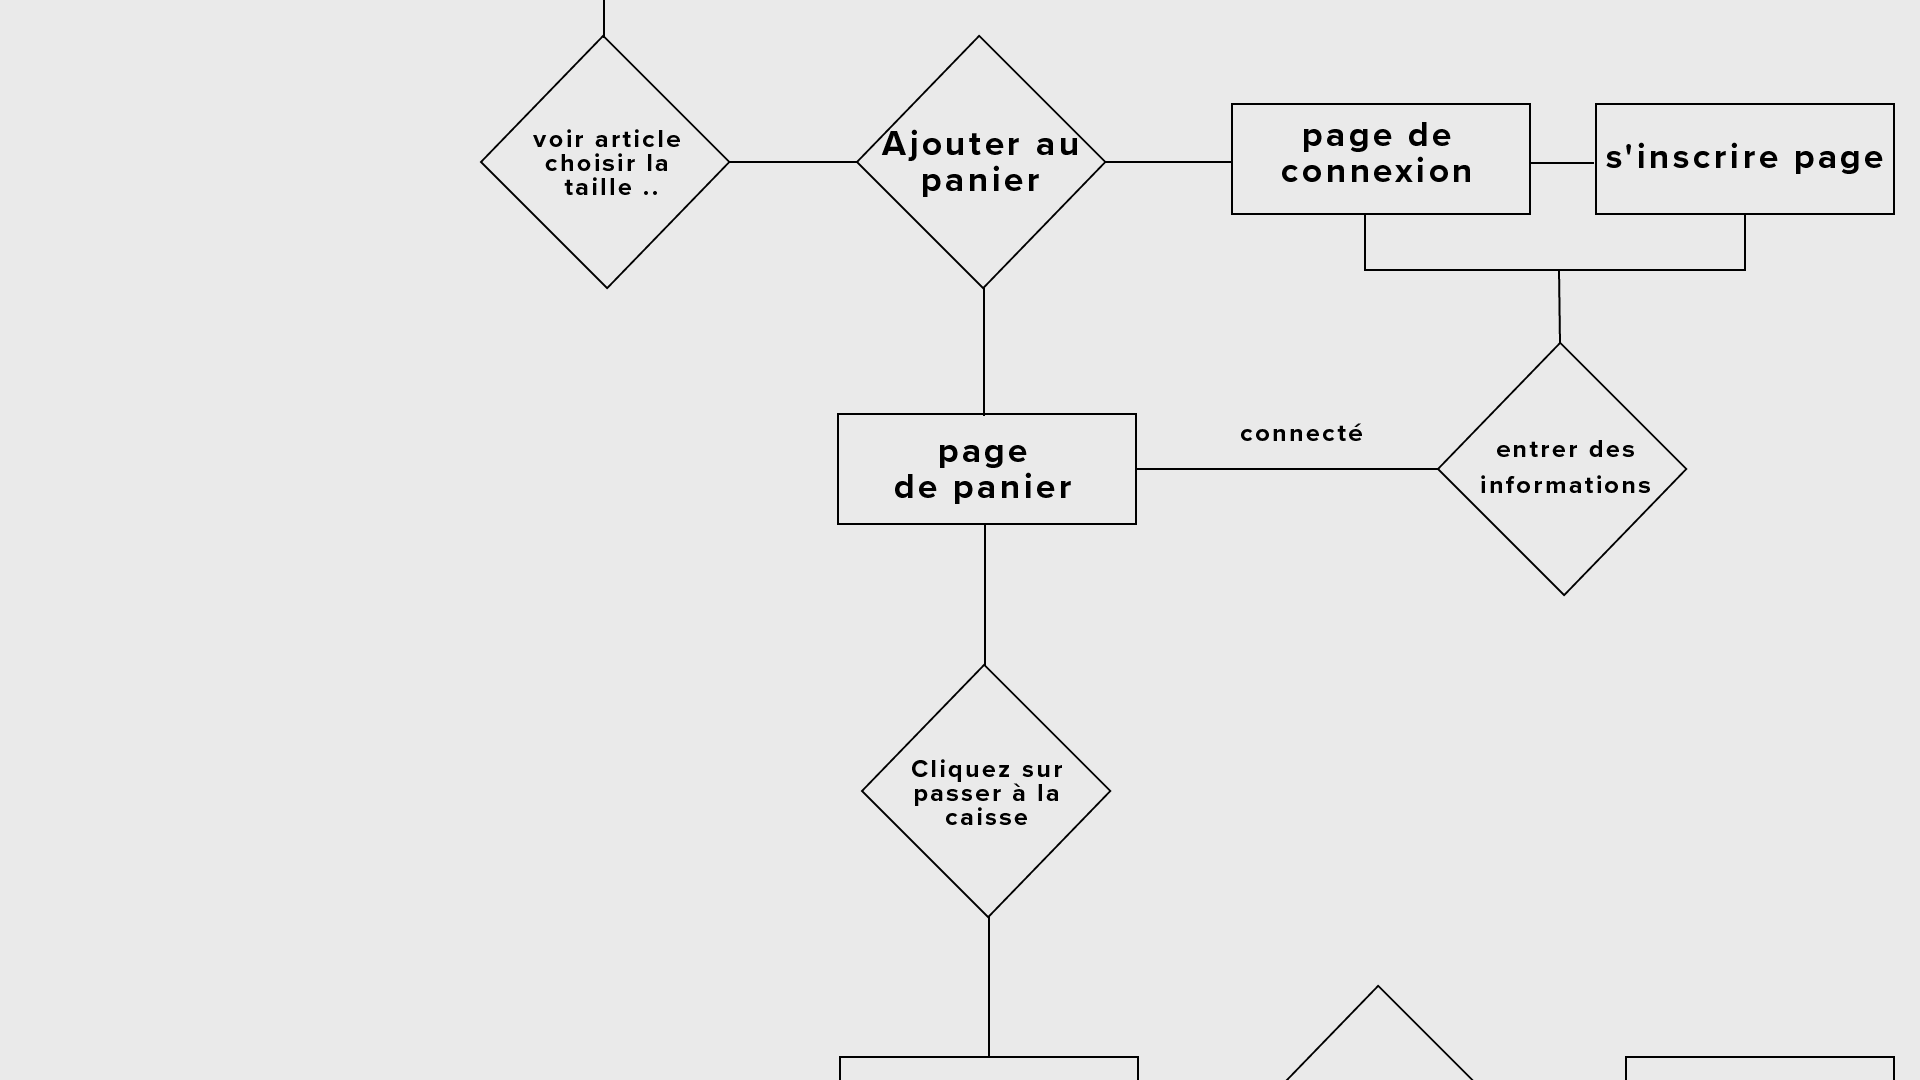 voir article
choisir la
taille ..
Ajouter au
panier
page de
connexion
s'inscrire page
page
de panier
connecté
entrer des
informations
Cliquez sur
passer à la
caisse